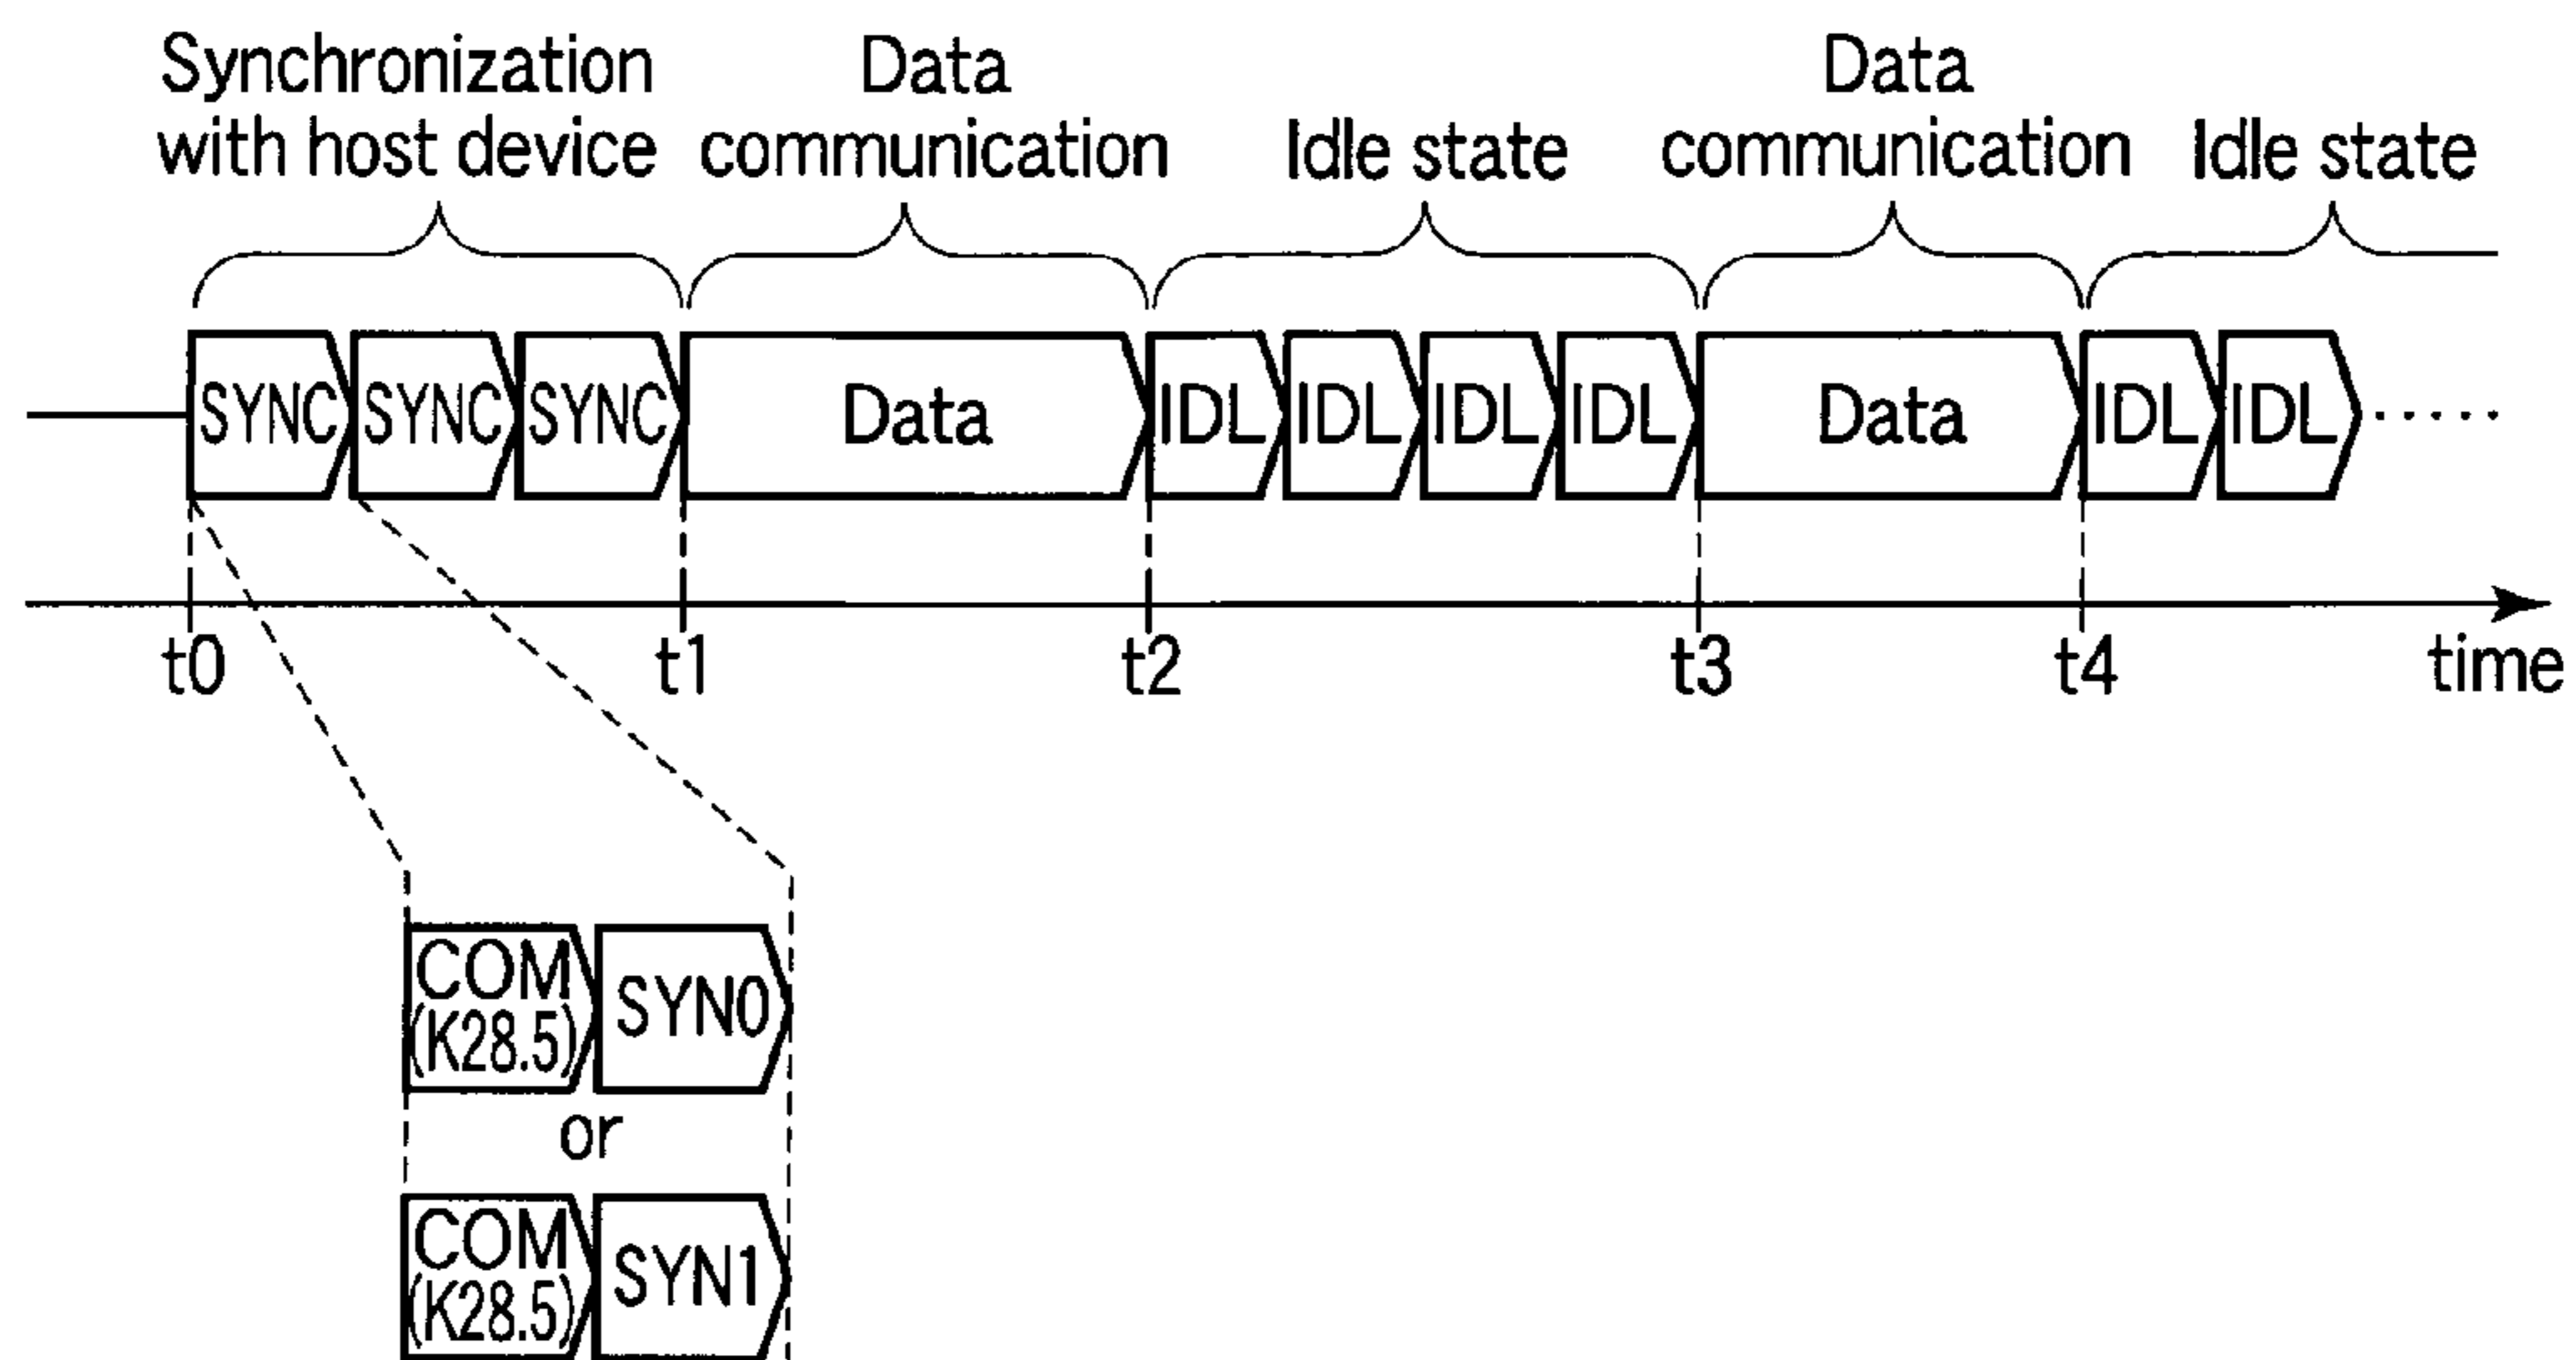 Synchronization
with host device
Data
communication
Idle state
Data
communication
Idle state
SYNC SYNC SYNC Data IDL IDL IDL IDL Data IDL IDL ·····
t0 t1 t2 t3 t4 time
COM
(K28.5)
SYN0
or
COM
(K28.5)
SYN1